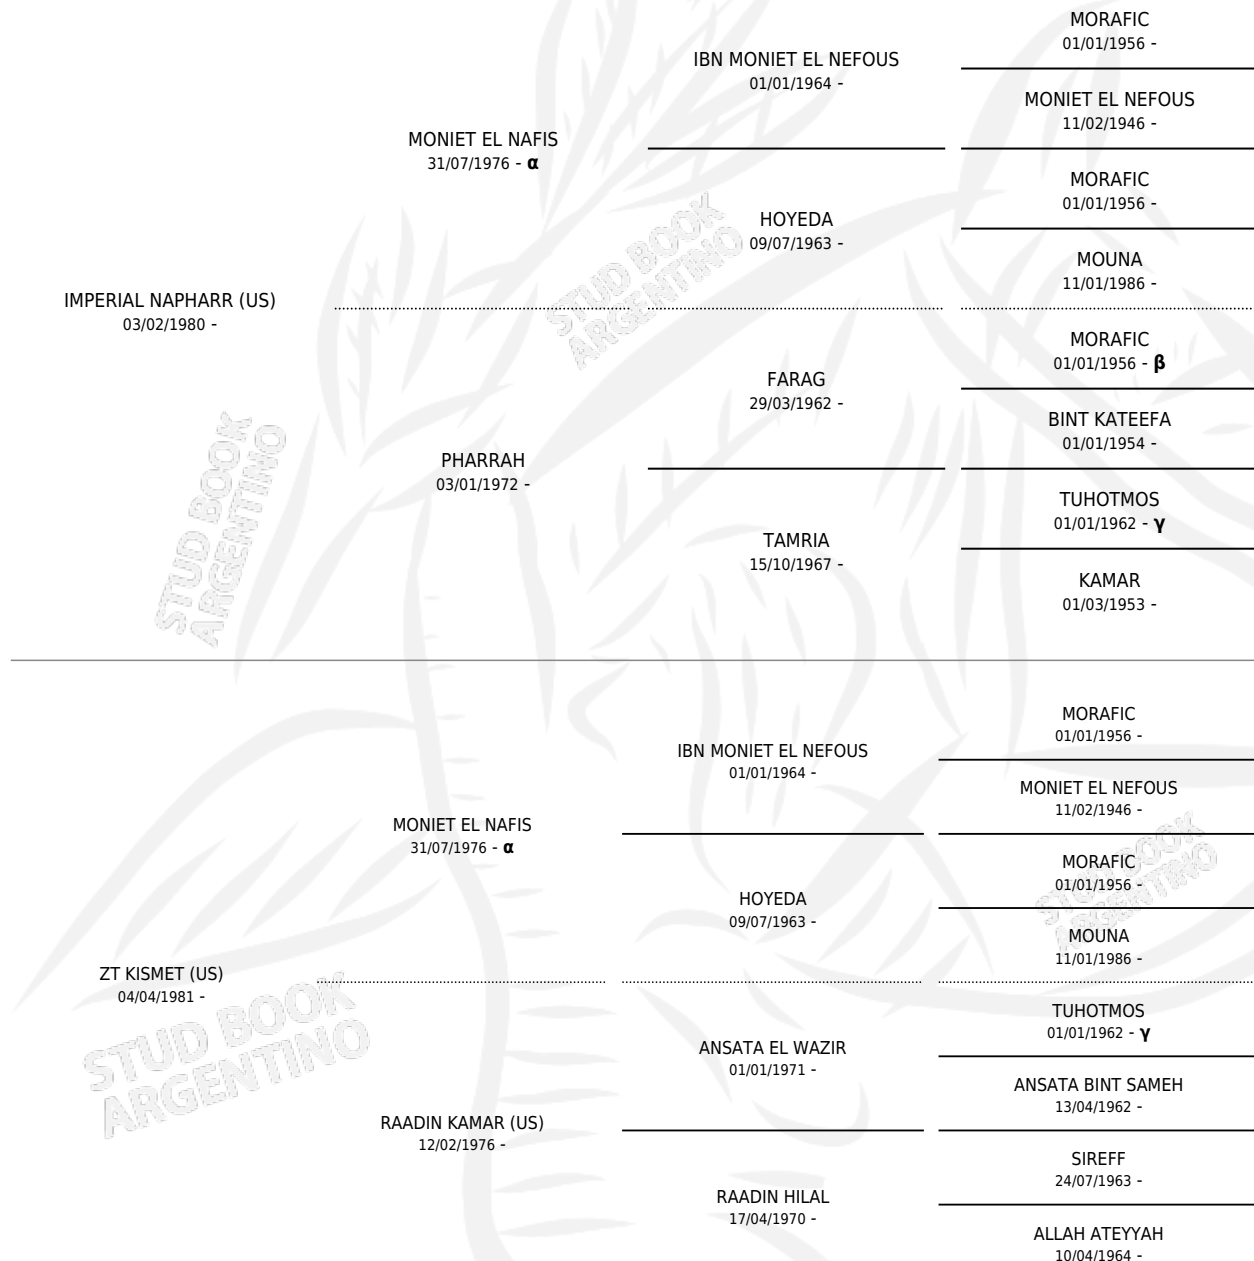 MORAFIC
01/01/1956 -
IBN MONIET EL NEFOUS
01/01/1964 -
MONIET EL NEFOUS
11/02/1946 -
MONIET EL NAFIS
31/07/1976 - α
MORAFIC
01/01/1956 -
HOYEDA
09/07/1963 -
MOUNA
11/01/1986 -
IMPERIAL NAPHARR (US)
03/02/1980 -
MORAFIC
01/01/1956 - β
FARAG
29/03/1962 -
BINT KATEEFA
01/01/1954 -
PHARRAH
03/01/1972 -
TUHOTMOS
01/01/1962 - γ
TAMRIA
15/10/1967 -
KAMAR
01/03/1953 -
MORAFIC
01/01/1956 -
IBN MONIET EL NEFOUS
01/01/1964 -
MONIET EL NEFOUS
11/02/1946 -
MONIET EL NAFIS
31/07/1976 - α
MORAFIC
01/01/1956 -
HOYEDA
09/07/1963 -
MOUNA
11/01/1986 -
ZT KISMET (US)
04/04/1981 -
TUHOTMOS
01/01/1962 - γ
ANSATA EL WAZIR
01/01/1971 -
ANSATA BINT SAMEH
13/04/1962 -
RAADIN KAMAR (US)
12/02/1976 -
SIREFF
24/07/1963 -
RAADIN HILAL
17/04/1970 -
ALLAH ATEYYAH
10/04/1964 -
STUD BOOK
ARGENTINO
STUD BOOK
ARGENTINO
STUD BOOK
ARGENTINO
STUD BOOK
ARGENTINO